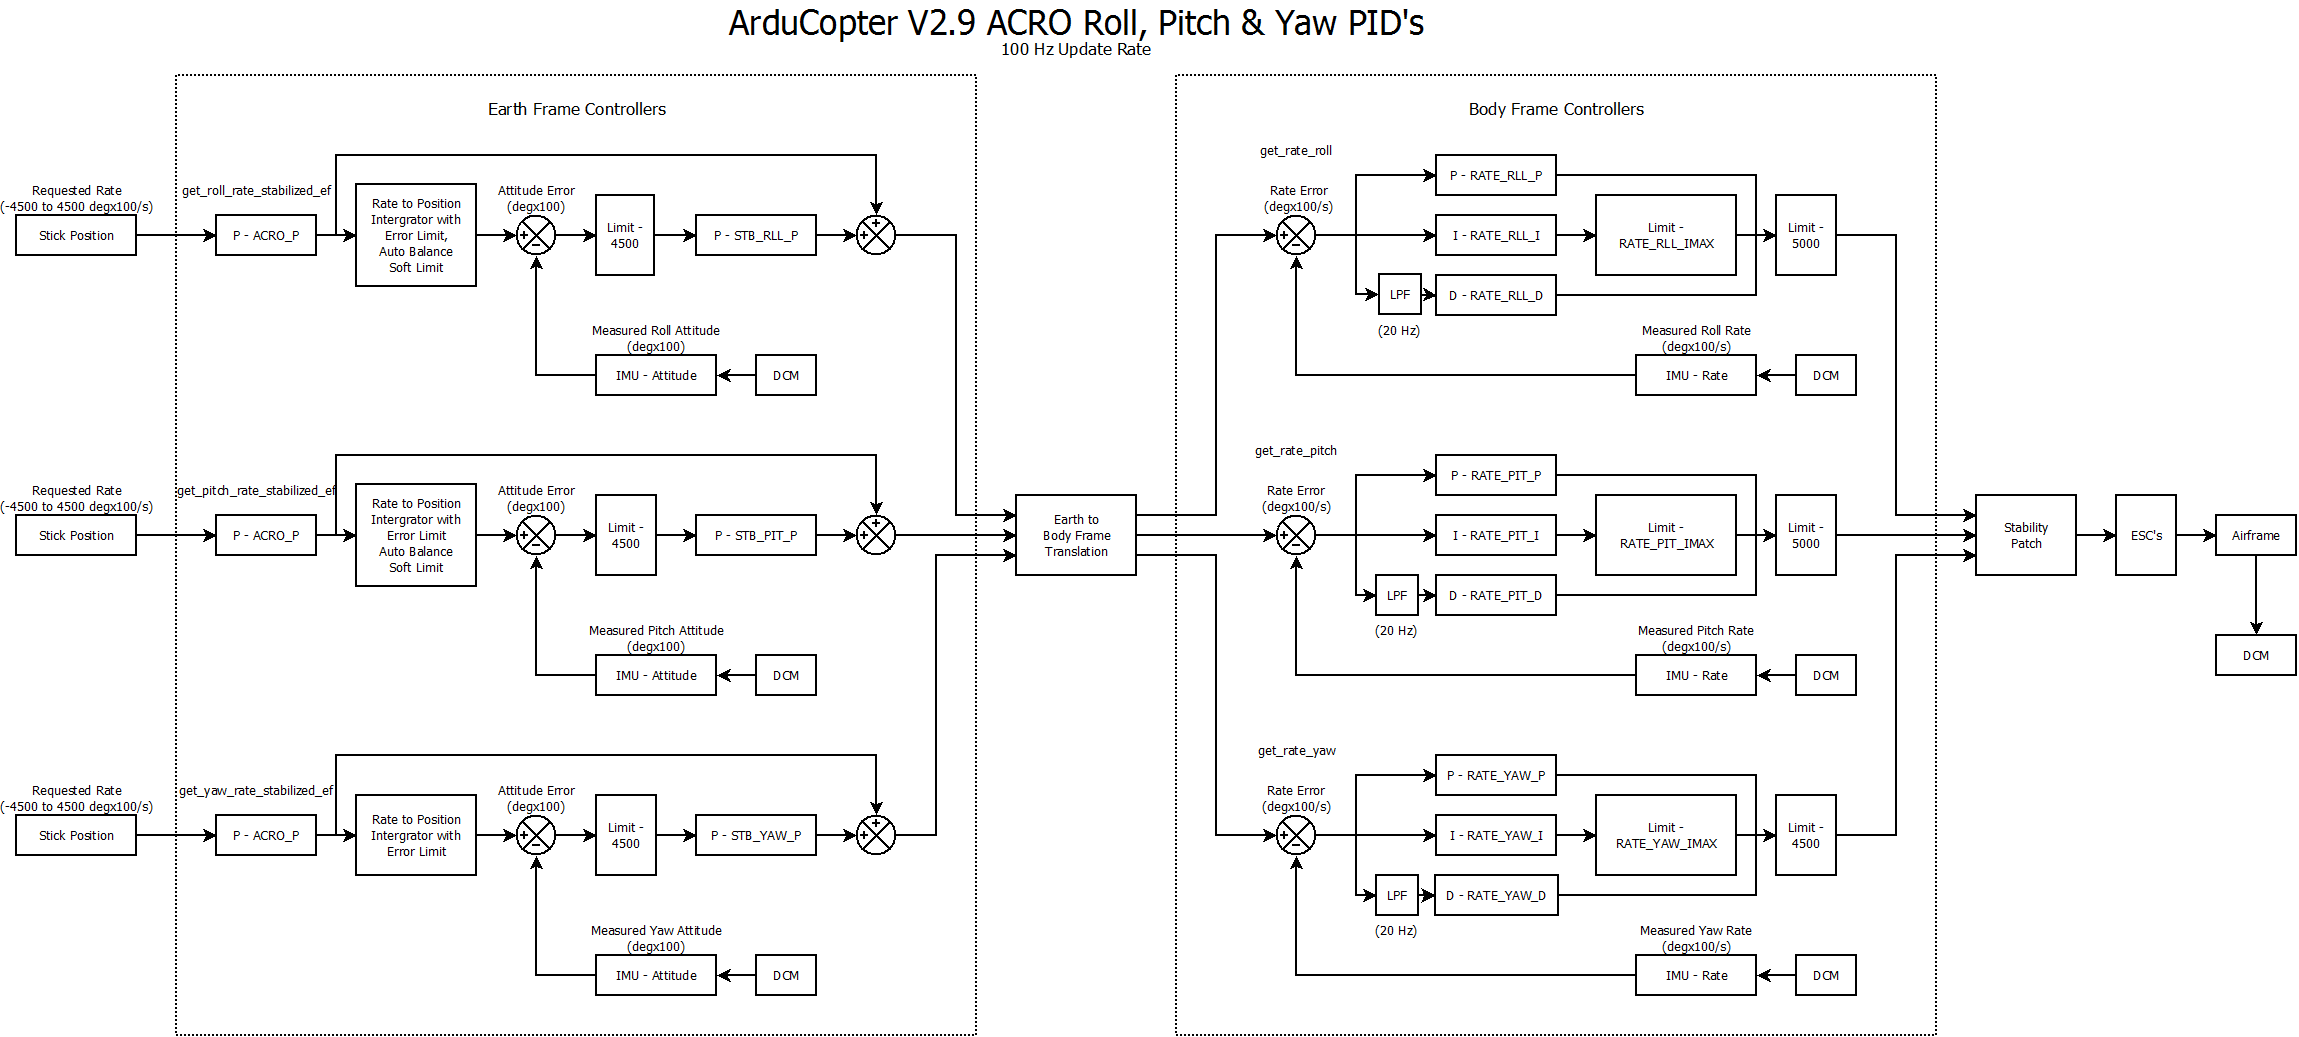 ArduCopter V2.9 ACRO Roll, Pitch & Yaw PID's
100 Hz Update Rate
Earth Frame Controllers
Requested Rate
(-4500 to 4500 degx100/s)
Stick Position
get_roll_rate_stabilized_ef
P - ACRO_P
Rate to Position
Intergrator with
Error Limit,
Auto Balance
Soft Limit
Attitude Error
(degx100)
+
−
Limit -
4500
P - STB_RLL_P
+
+
Measured Roll Attitude
(degx100)
IMU - Attitude
DCM
Requested Rate
(-4500 to 4500 degx100/s)
Stick Position
get_pitch_rate_stabilized_ef
P - ACRO_P
Rate to Position
Intergrator with
Error Limit
Auto Balance
Soft Limit
Attitude Error
(degx100)
+
−
Limit -
4500
P - STB_PIT_P
+
+
Measured Pitch Attitude
(degx100)
IMU - Attitude
DCM
Requested Rate
(-4500 to 4500 degx100/s)
Stick Position
get_yaw_rate_stabilized_ef
P - ACRO_P
Rate to Position
Intergrator with
Error Limit
Attitude Error
(degx100)
+
−
Limit -
4500
P - STB_YAW_P
+
+
Measured Yaw Attitude
(degx100)
IMU - Attitude
DCM
Earth to
Body Frame
Translation
Body Frame Controllers
get_rate_roll
Rate Error
(degx100/s)
+
−
P - RATE_RLL_P
I - RATE_RLL_I
LPF
(20 Hz)
D - RATE_RLL_D
Limit -
RATE_RLL_IMAX
Limit -
5000
Measured Roll Rate
(degx100/s)
IMU - Rate
DCM
get_rate_pitch
Rate Error
(degx100/s)
+
−
P - RATE_PIT_P
I - RATE_PIT_I
LPF
(20 Hz)
D - RATE_PIT_D
Limit -
RATE_PIT_IMAX
Limit -
5000
Measured Pitch Rate
(degx100/s)
IMU - Rate
DCM
get_rate_yaw
Rate Error
(degx100/s)
+
−
P - RATE_YAW_P
I - RATE_YAW_I
LPF
(20 Hz)
D - RATE_YAW_D
Limit -
RATE_YAW_IMAX
Limit -
4500
Measured Yaw Rate
(degx100/s)
IMU - Rate
DCM
Stability
Patch
ESC's
Airframe
DCM